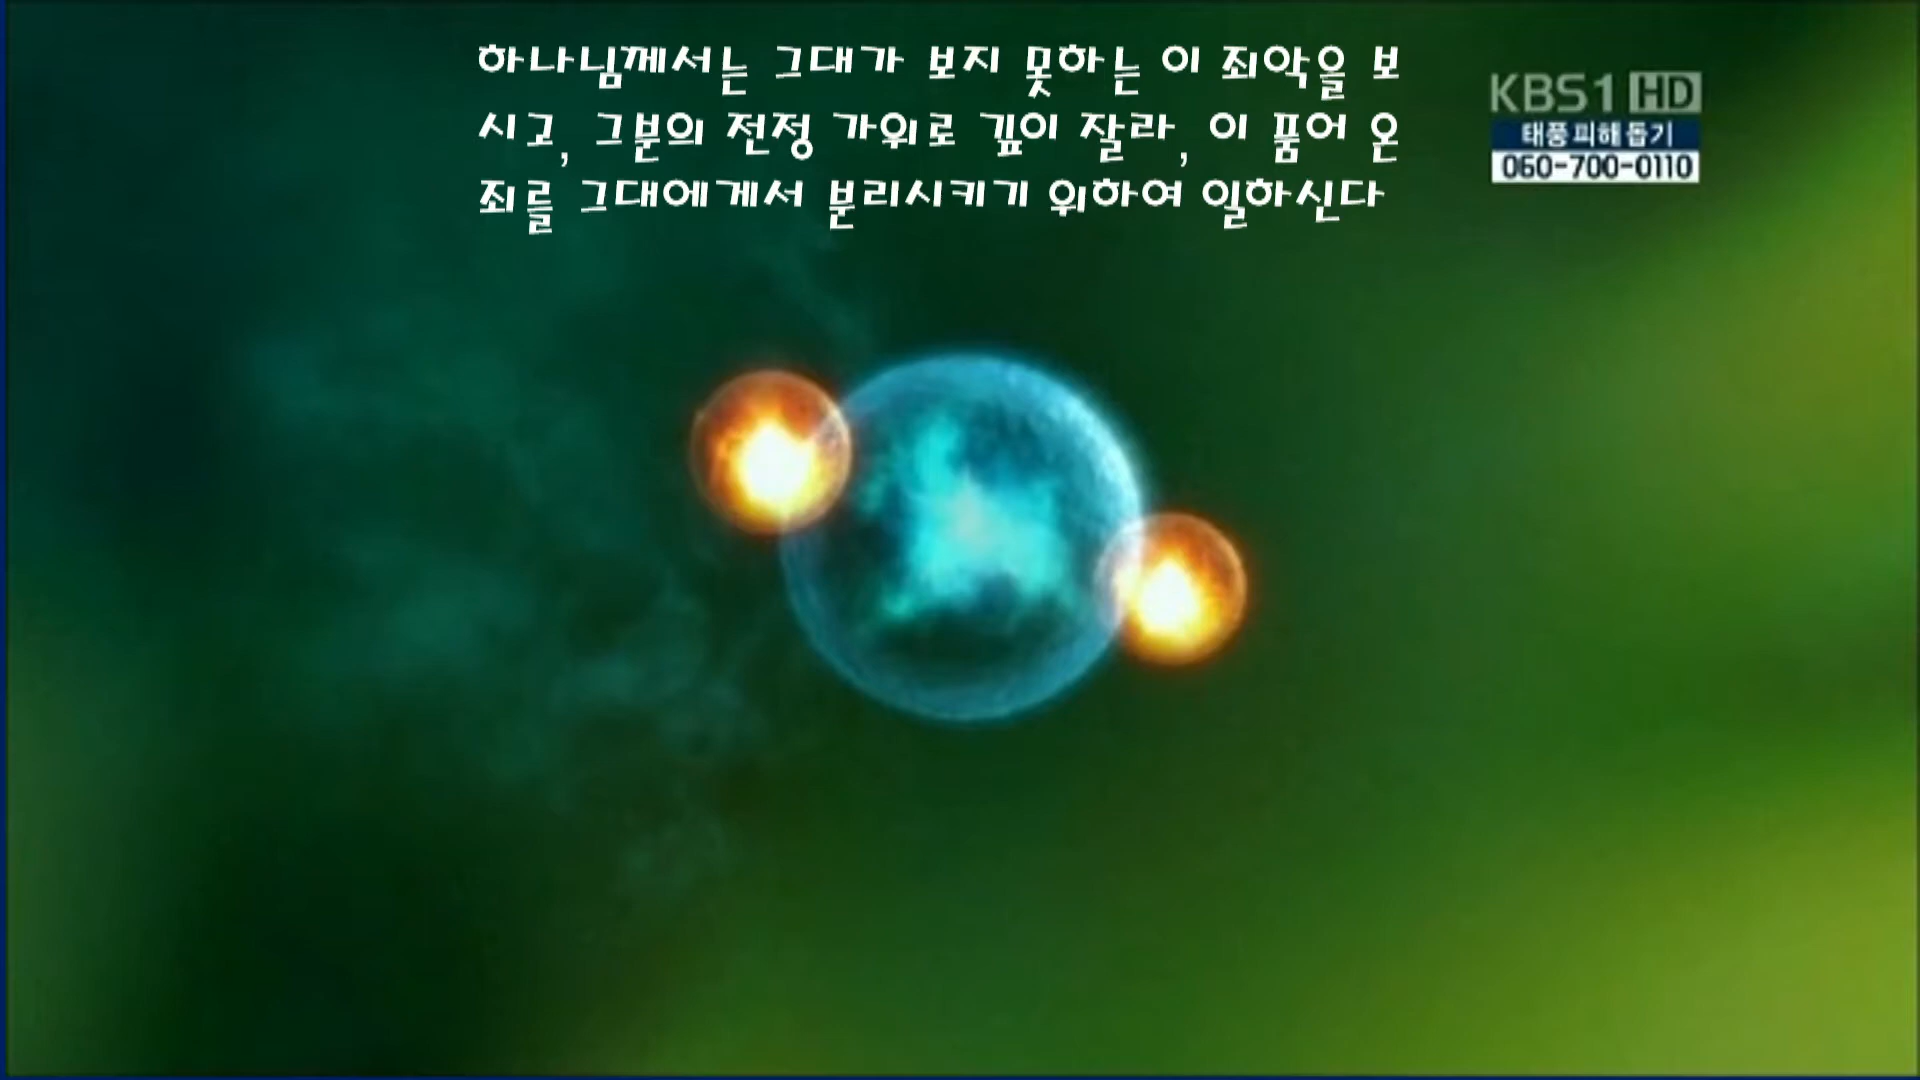 하나님께서는 그대가 보지 못하는 이 죄악을 보
시고, 그분의 전정 가위로 깊이 잘라, 이 품어 온
죄를 그대에게서 분리시키기 위하여 일하신다
KBS1 HD
태풍피해돕기
060-700-0110